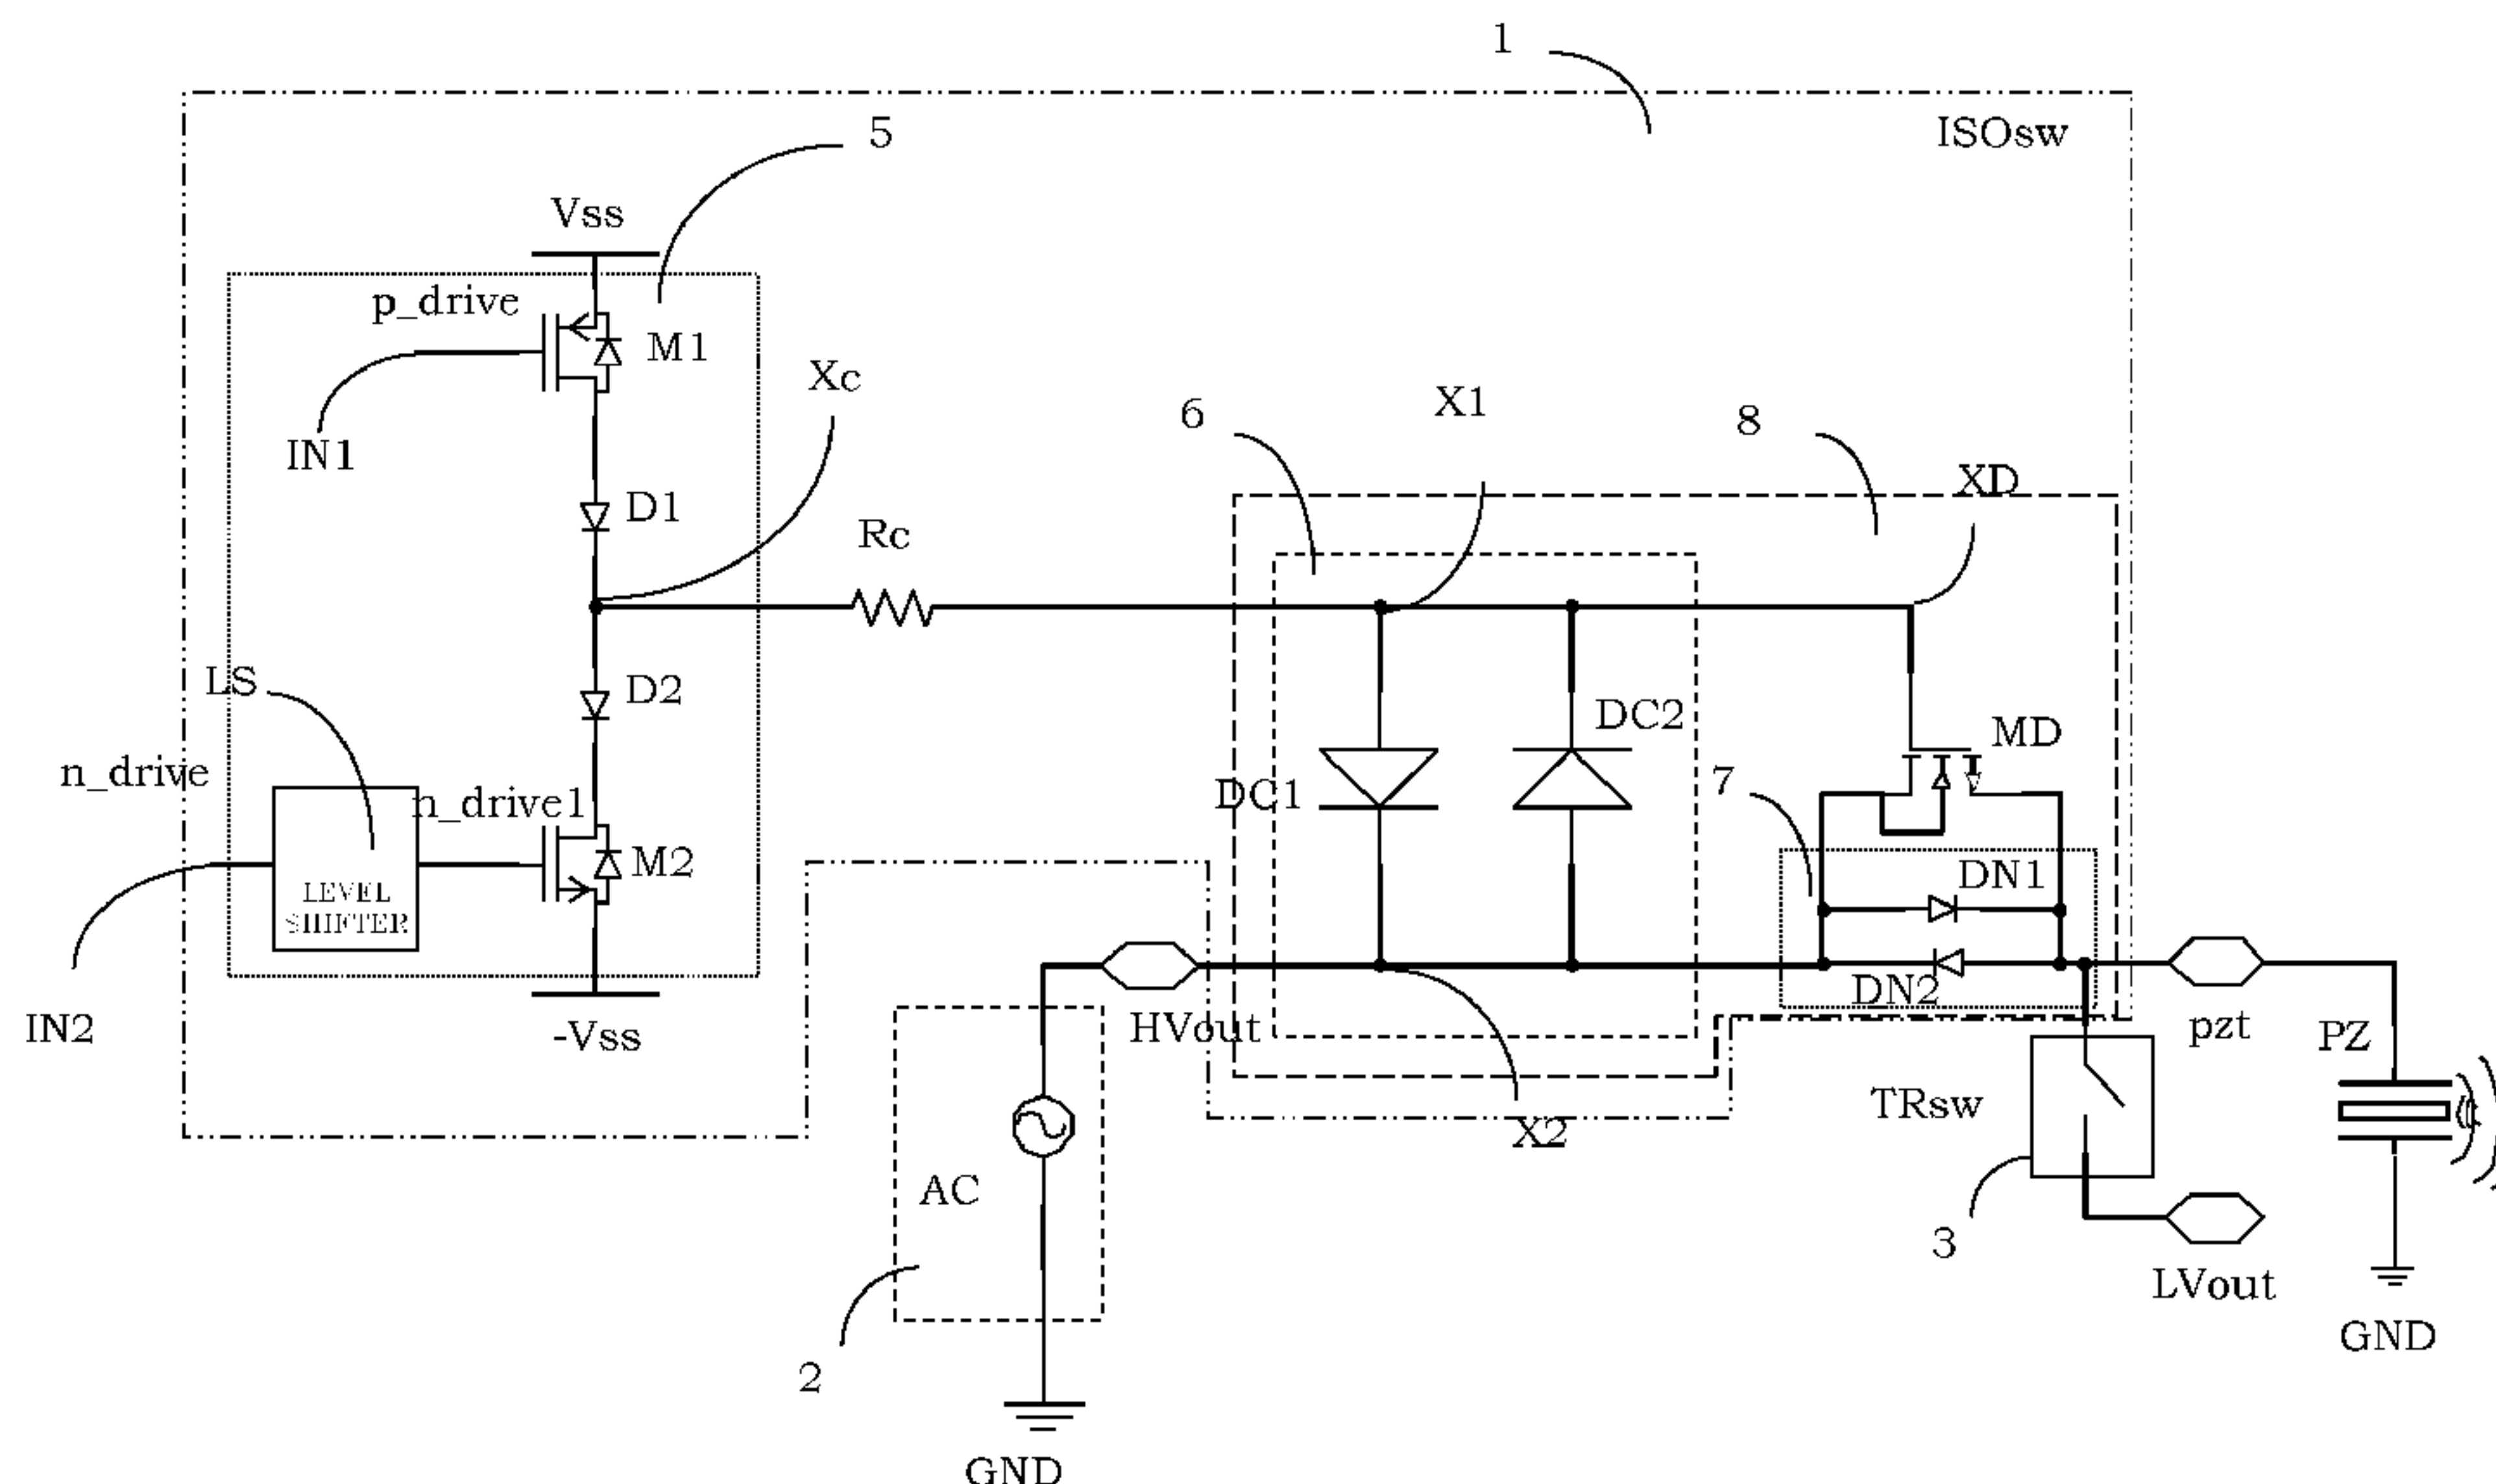 1
ISOsw
5
Vss
p_drive
M1
Xc
X1
6
8
IN1
XD
D1
Rc
LS
D2
DC2
MD
n_drive
7
DC1
n_drive1
M2
DN1
LEVEL
SHIFTER
DN2
IN2
-Vss
HVout
pzt
PZ
TRsw
X2
AC
3
LVout
GND
2
GND